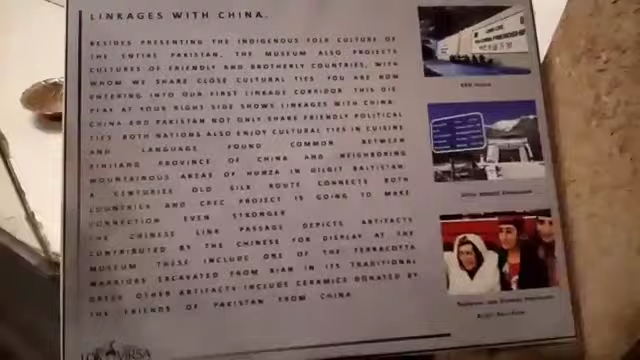 LINKAGES WITH CHINA.
BESIDES PRESENTING THE INDIGENOUS FOLK CULTURE OF
THE ENTIRE PAKISTAN, THE MUSEUM ALSO PROJECTS
CULTURES OF FRIENDLY AND BROTHERLY COUNTRIES, WITH
WHOM WE SHARE CLOSE CULTURAL TIES. YOU ARE NOW
ENTERING INTO OUR FIRST LINKAGE CORRIDOR. THIS DIS
PLAY AT YOUR RIGHT SIDE SHOWS LINKAGES WITH CHINA.
CHINA AND PAKISTAN NOT ONLY SHARE FRIENDLY POLITICAL
TIES. BOTH NATIONS ALSO ENJOY CULTURAL TIES IN CUISINE
AND LANGUAGE FOUND COMMON BETWEEN
XINJIANG PROVINCE OF CHINA AND NEIGHBORING
MOUNTAINOUS AREAS OF HUNZA IN GILGIT BALTISTAN.
A CENTURIES OLD SILK ROUTE CONNECTS BOTH
COUNTRIES AND CPEC PROJECT IS GOING TO MAKE
CONNECTION EVEN STRONGER
THE CHINESE LINK PASSAGE DEPICTS ARTIFACTS
CONTRIBUTED BY THE CHINESE FOR DISPLAY AT THE
MUSEUM THESE INCLUDE ONE OF THE TERRACOTTA
WARRIORS EXCAVATED FROM XIAN IN ITS TRADITIONAL
DRESS OTHER ARTIFACTS INCLUDE CERAMICS DONATED BY
THE FRIENDS OF PAKISTAN FROM CHINA
LOK VIRSA